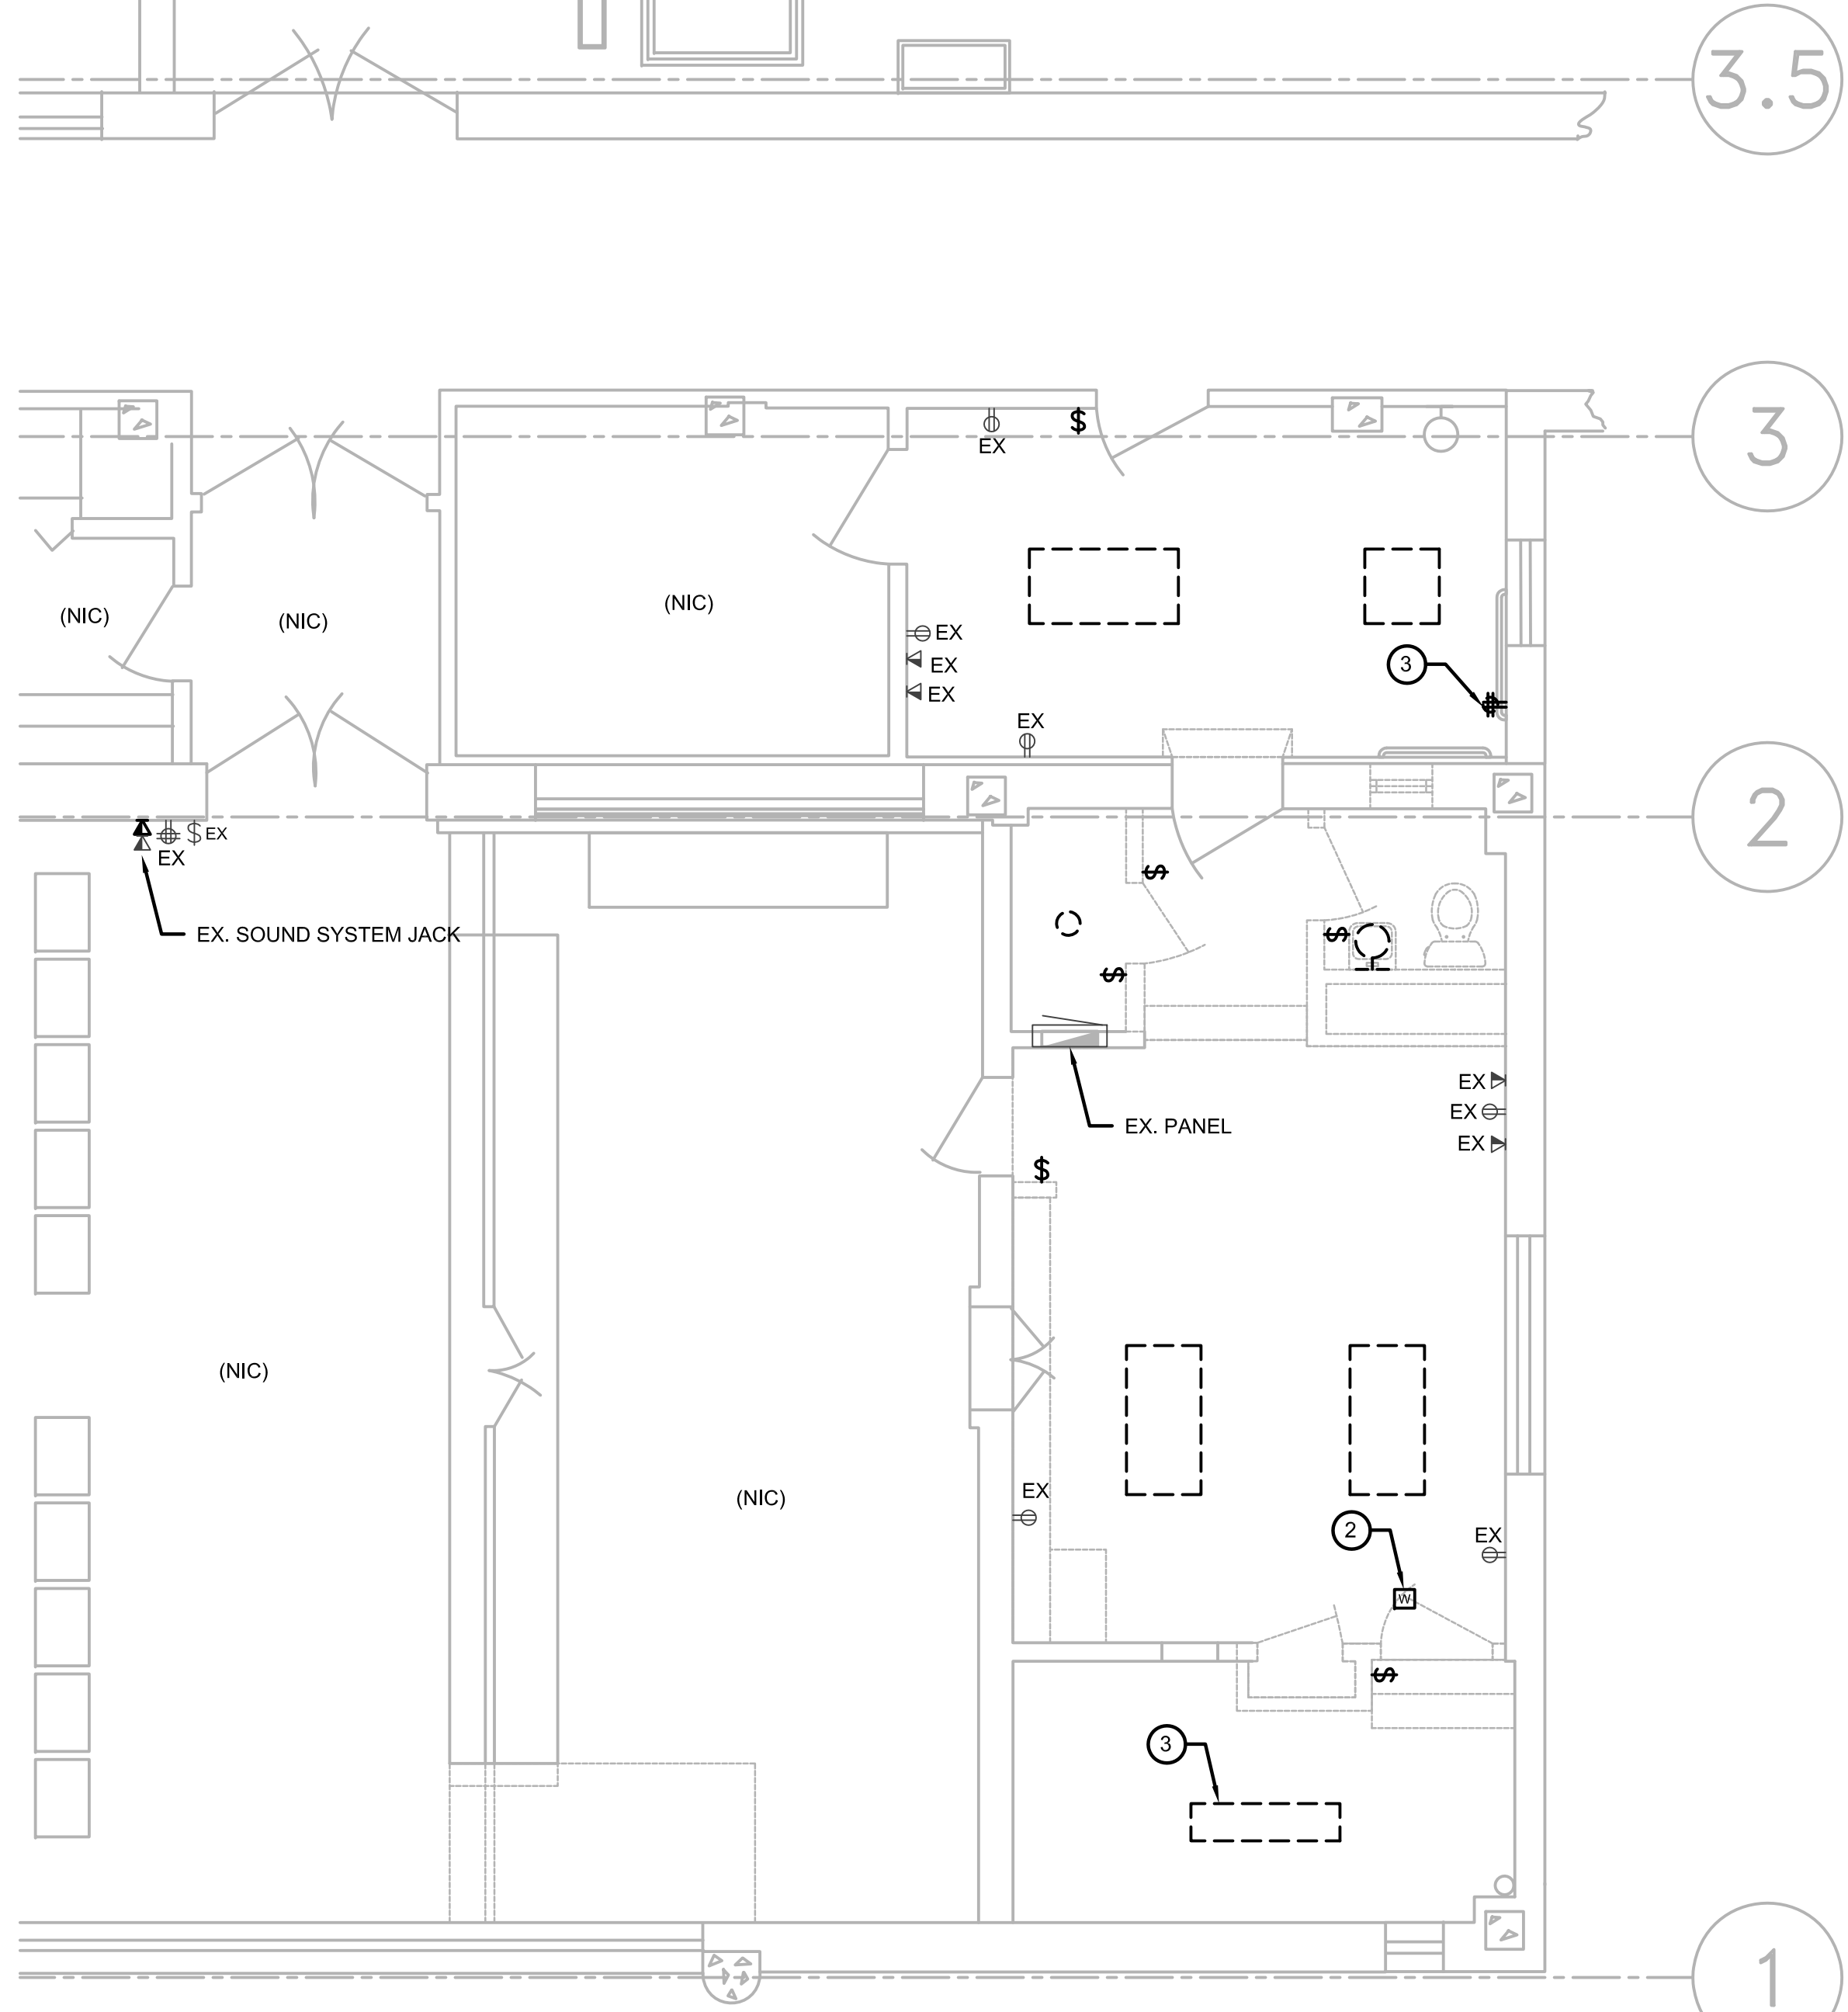 3.5
3
$
EX
(NIC)
(NIC)
(NIC)
EX
EX
EX
3
EX
2
$ EX
EX
$
EX. SOUND SYSTEM JACK
$
$
EX
EX
EX
EX. PANEL
$
(NIC)
(NIC)
EX
2
EX
W
$
3
1